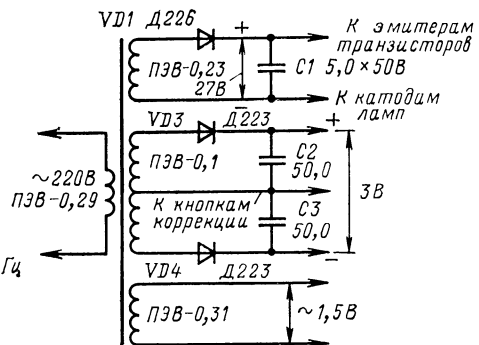 VD1 Д226
+
К эмитерам
транзисторов
ПЭВ-0,23
27В
−
C1 5,0×50В
К катодам
ламп
VD3 Д223
+
ПЭВ-0,1
C2
50,0
~220В
ПЭВ-0,29
К кнопкам
коррекции
C3
50,0
3В
−
Гц
VD4 Д223
ПЭВ-0,31
~1,5В